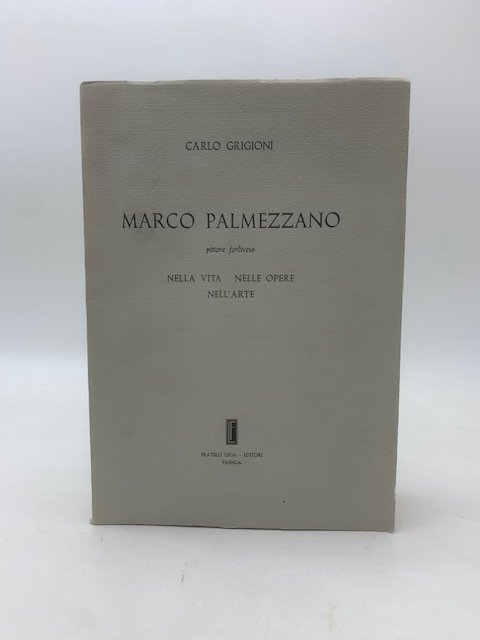 CARLO GRIGIONI
MARCO PALMEZZANO
pittore forlivese
NELLA VITA NELLE OPERE
NELL'ARTE
FRATELLI LEGA - EDITORI
FAENZA